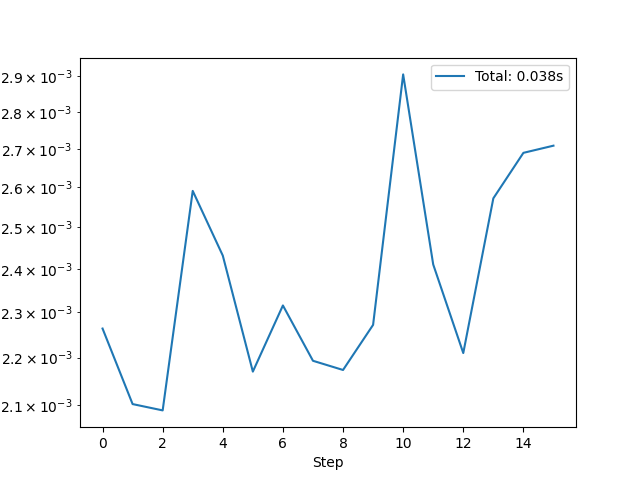 Total: 0.038s
2.9 × 10⁻³
2.8 × 10⁻³
2.7 × 10⁻³
2.6 × 10⁻³
2.5 × 10⁻³
2.4 × 10⁻³
2.3 × 10⁻³
2.2 × 10⁻³
2.1 × 10⁻³
0 2 4 6 8 10 12 14
Step